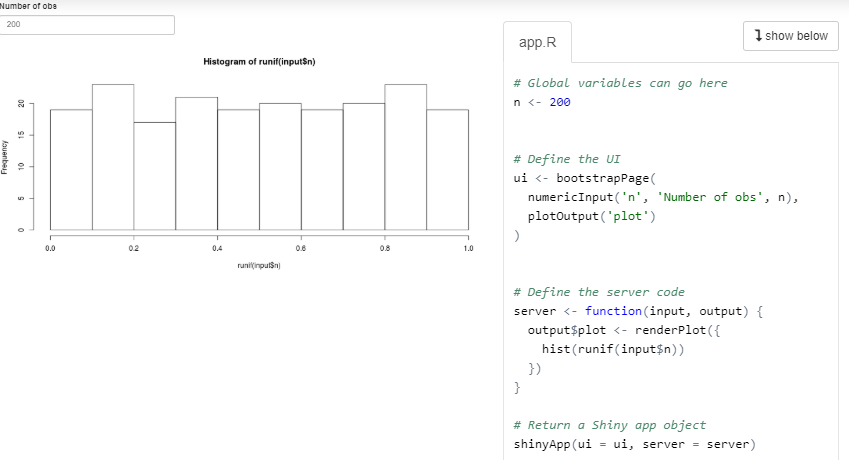 Number of obs
200
Histogram of runif(input$n)
Frequency
20
15
10
5
0
0.0 0.2 0.4 0.6 0.8 1.0
runif(input$n)
app.R
show below
# Global variables can go here
n <- 200
# Define the UI
ui <- bootstrapPage(
numericInput('n', 'Number of obs', n),
plotOutput('plot')
)
# Define the server code
server <- function(input, output) {
output$plot <- renderPlot({
hist(runif(input$n))
})
}
# Return a Shiny app object
shinyApp(ui = ui, server = server)